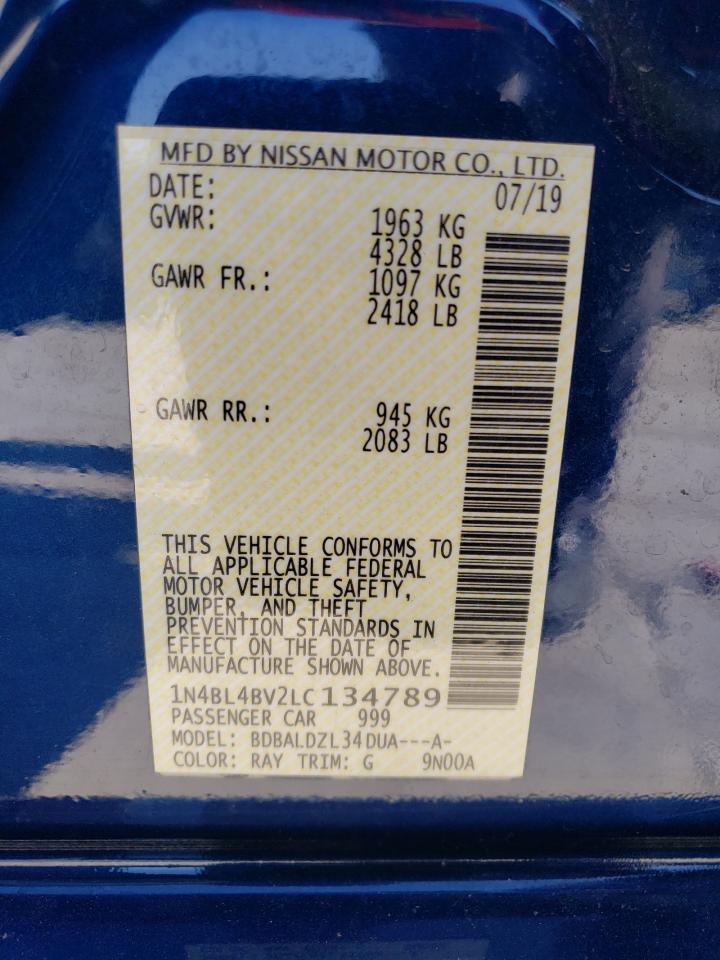 MFD BY NISSAN MOTOR CO., LTD.
DATE: 07/19
GVWR: 1963 KG
4328 LB
GAWR FR.: 1097 KG
2418 LB
GAWR RR.: 945 KG
2083 LB
THIS VEHICLE CONFORMS TO
ALL APPLICABLE FEDERAL
MOTOR VEHICLE SAFETY,
BUMPER, AND THEFT
PREVENTION STANDARDS IN
EFFECT ON THE DATE OF
MANUFACTURE SHOWN ABOVE.
1N4BL4BV2LC134789
PASSENGER CAR 999
MODEL: BDBALDZL34DUA---A-
COLOR: RAY TRIM: G 9N00A